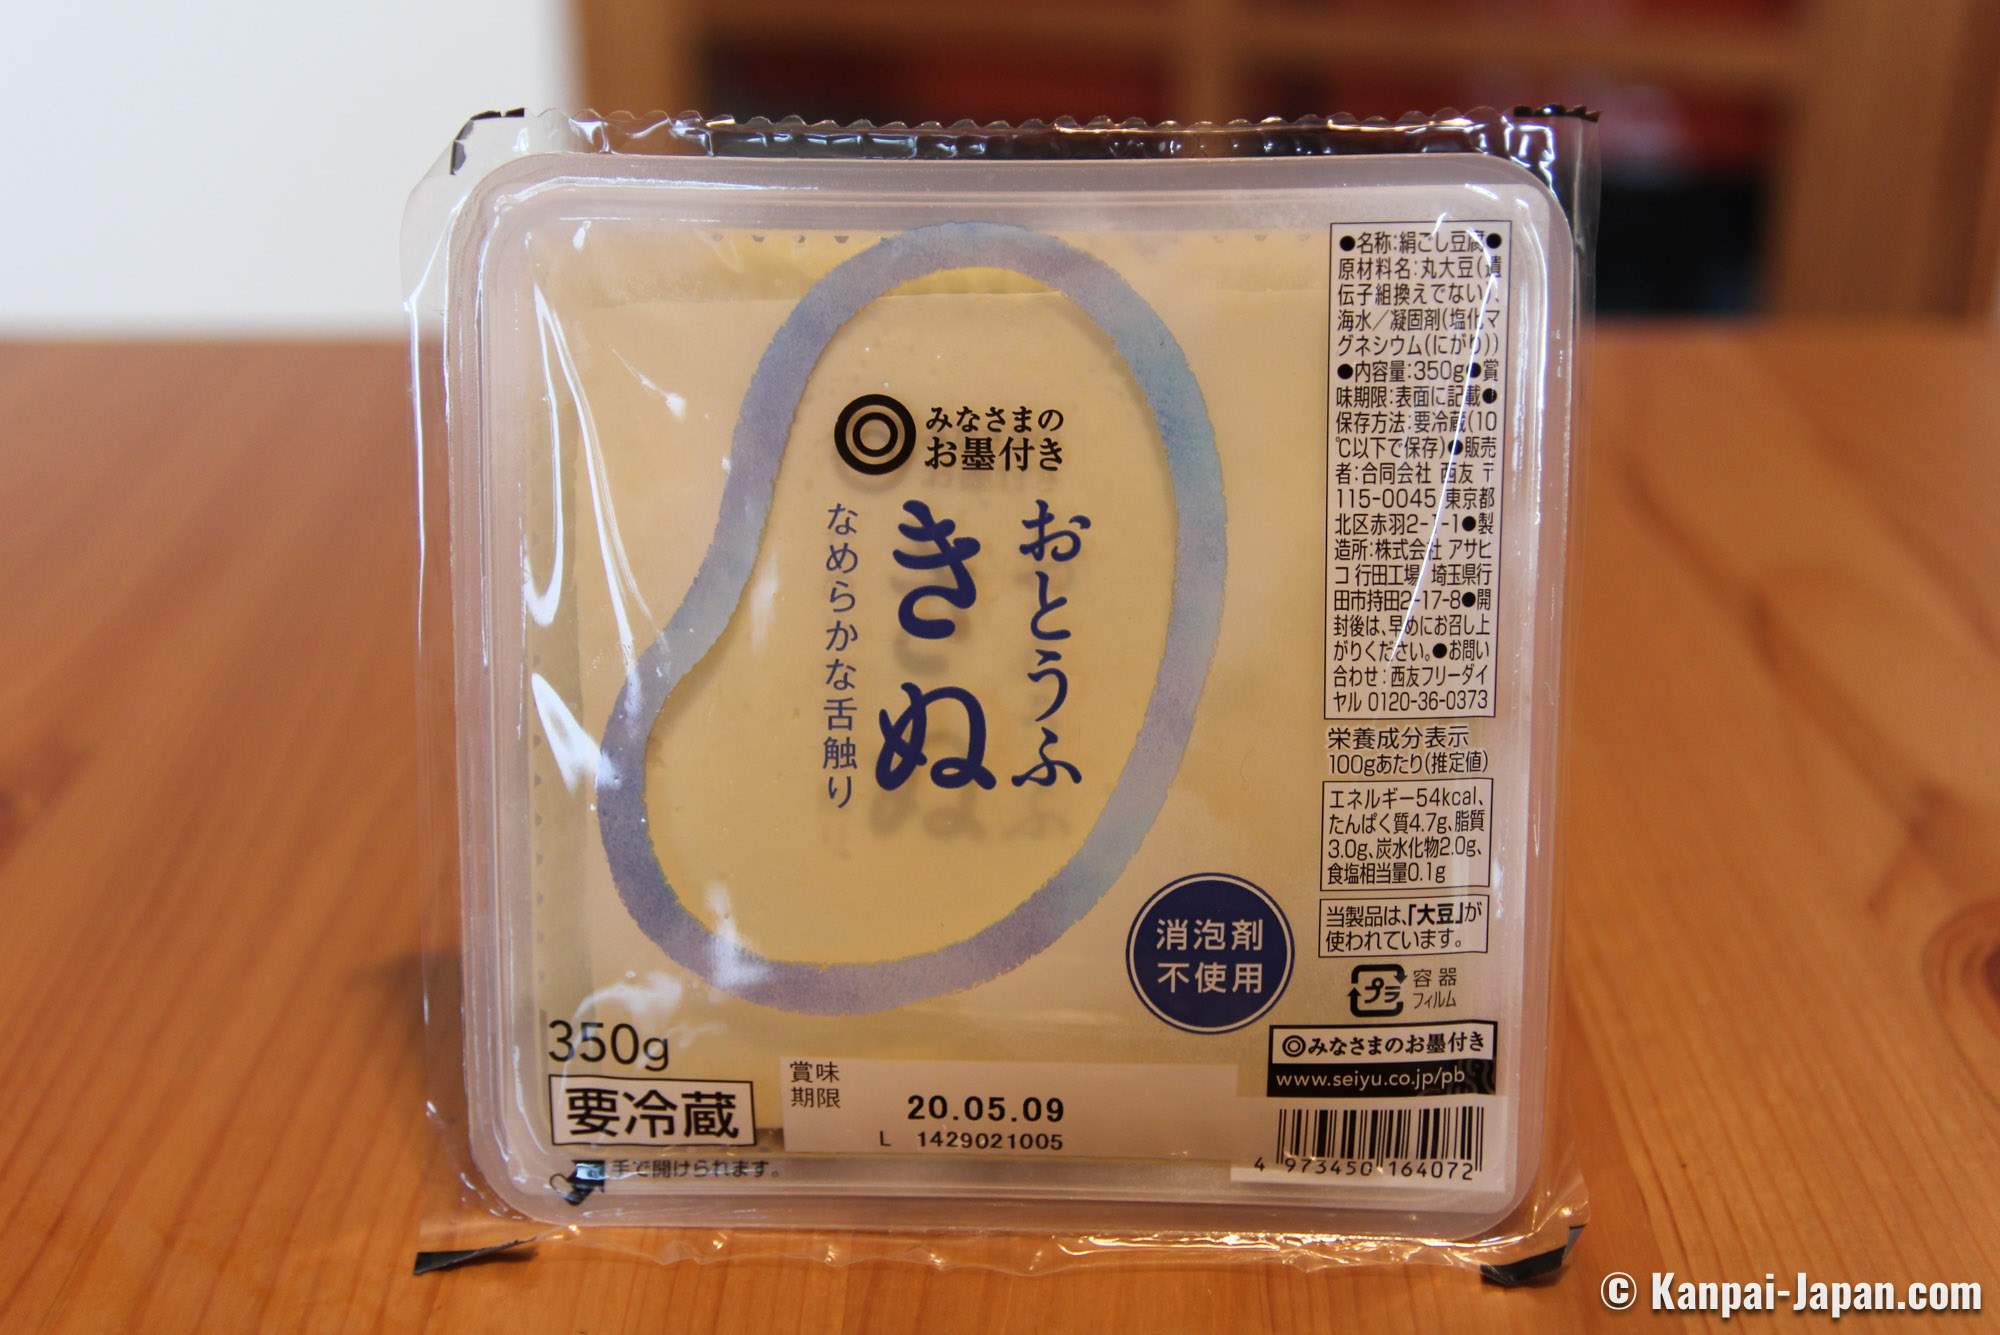 みなさまの
お墨付き
おとうふ
きぬ
なめらかな舌触り
●名称:絹ごし豆腐●
原材料名:丸大豆(遺
伝子組換えでない)、
海水／凝固剤(塩化マ
グネシウム(にがり))
●内容量:350g●賞
味期限:表面に記載●
保存方法:要冷蔵(10
℃以下で保存)●販売
者:合同会社 西友 〒
115-0045 東京都
北区赤羽2-1-1●製
造所:株式会社 アサヒ
コ 行田工場 埼玉県行
田市持田2-17-8●開
封後は、早めにお召し上
がりください。●お問い
合わせ:西友フリーダイ
ヤル 0120-36-0373
栄養成分表示
100gあたり(推定値)
エネルギー54kcal、
たんぱく質4.7g、脂質
3.0g、炭水化物2.0g、
食塩相当量0.1g
当製品は、「大豆」が
使われています。
プラ
容器
フィルム
消泡剤
不使用
みなさまのお墨付き
www.seiyu.co.jp/pb
350g
要冷蔵
手で開けられます。
賞味
期限
20.05.09
L 1429021005
4 973450 164072
© Kanpai-Japan.com